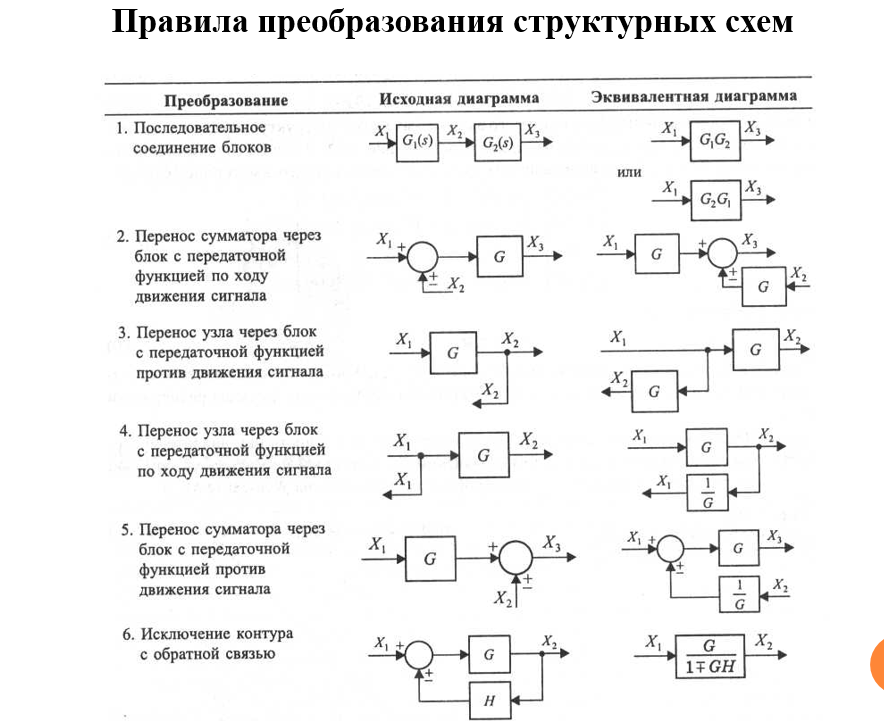 Правила преобразования структурных схем
Преобразование Исходная диаграмма Эквивалентная диаграмма
1. Последовательное
соединение блоков
X₁ G₁(s) X₂ G₂(s) X₃
X₁ G₁G₂ X₃
или
X₁ G₂G₁ X₃
2. Перенос сумматора через
блок с передаточной
функцией по ходу
движения сигнала
X₁ + G X₃
± X₂
X₁ G + X₃
± G X₂
3. Перенос узла через блок
с передаточной функцией
против движения сигнала
X₁ G X₂
X₂
X₁ G X₂
X₂ G
4. Перенос узла через блок
с передаточной функцией
по ходу движения сигнала
X₁ G X₂
X₁
X₁ G X₂
X₁ 1/G
5. Перенос сумматора через
блок с передаточной
функцией против
движения сигнала
X₁ G + X₃
X₂ ±
X₁ + G X₃
± 1/G X₂
6. Исключение контура
с обратной связью
X₁ + G X₂
± H
X₁ G/(1∓GH) X₂